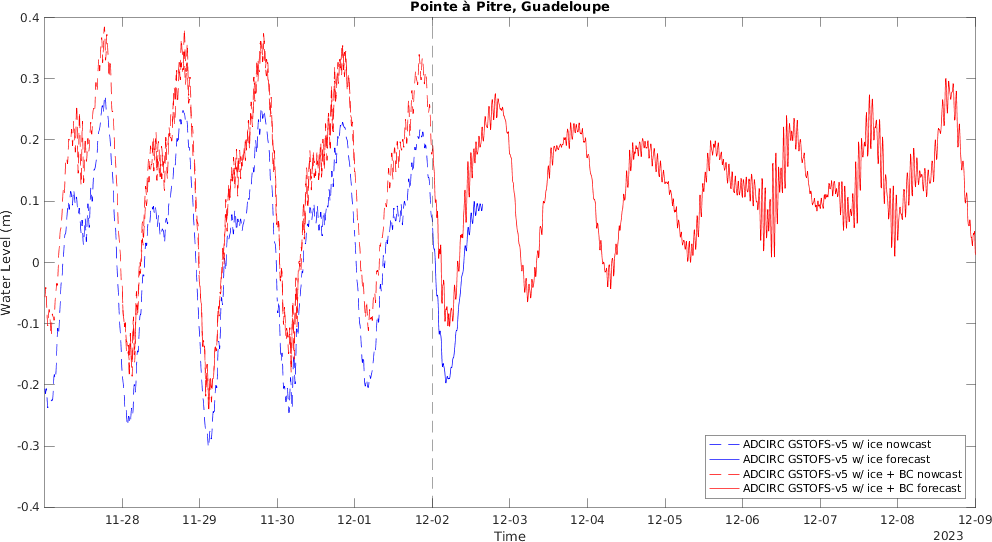 Pointe à Pitre, Guadeloupe
0.4
0.3
0.2
0.1
0
-0.1
-0.2
-0.3
-0.4
Water Level (m)
ADCIRC GSTOFS-v5 w/ ice nowcast
ADCIRC GSTOFS-v5 w/ ice forecast
ADCIRC GSTOFS-v5 w/ ice + BC nowcast
ADCIRC GSTOFS-v5 w/ ice + BC forecast
11-28 11-29 11-30 12-01 12-02 12-03 12-04 12-05 12-06 12-07 12-08 12-09
Time
2023